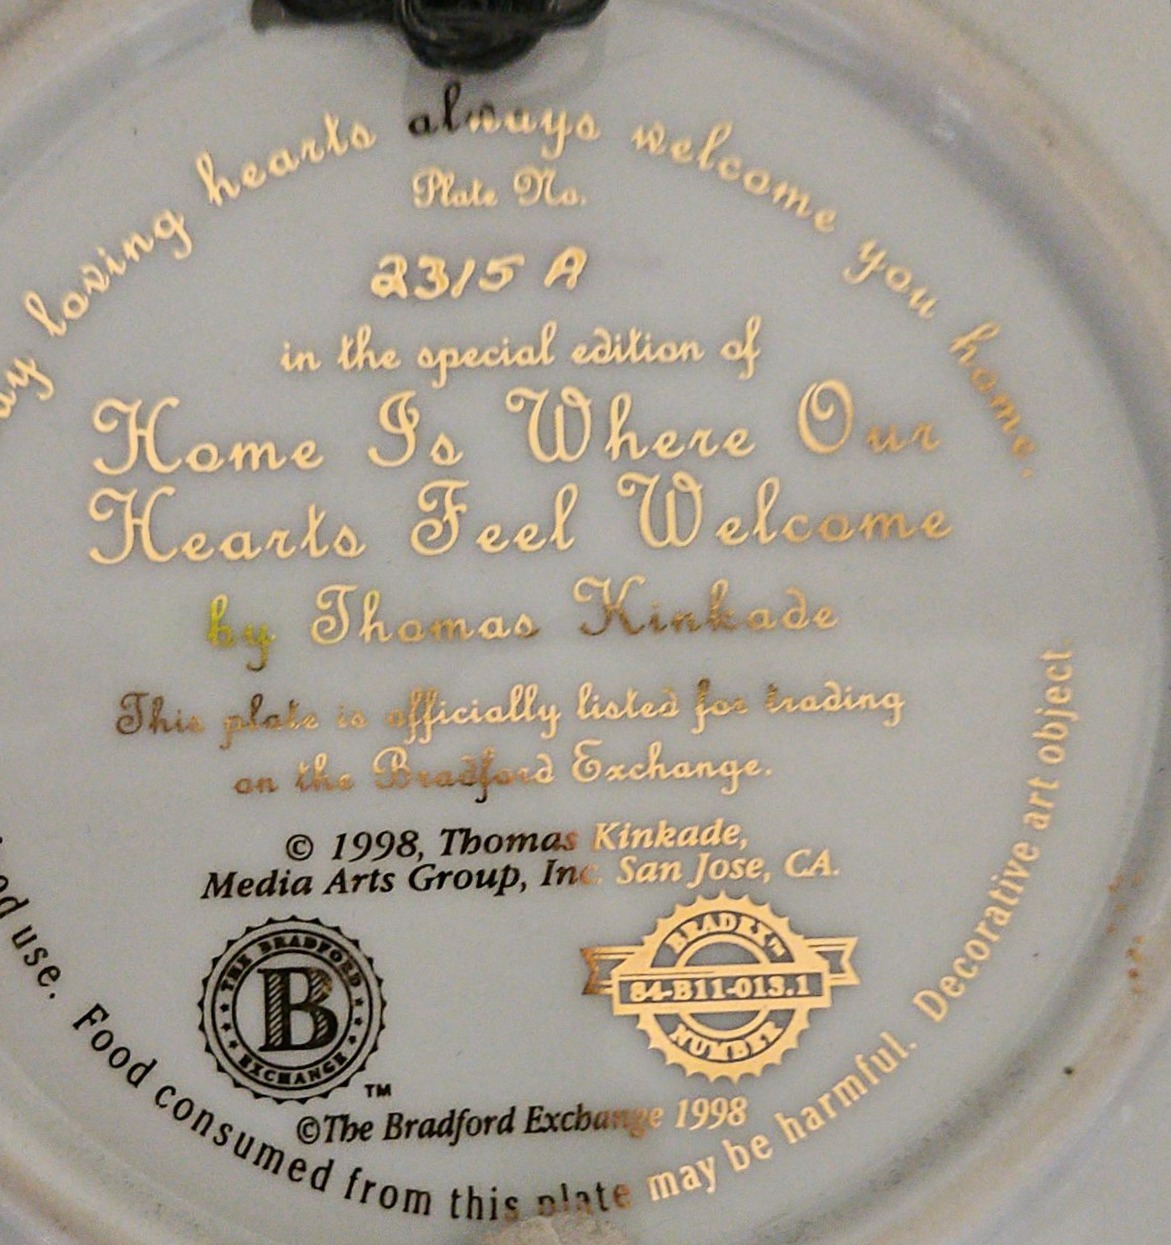 loving hearts always welcome you home.
Plate No.
2315 A
in the special edition of
Home Is Where Our
Hearts Feel Welcome
by Thomas Kinkade
This plate is officially listed for trading
on the Bradford Exchange.
© 1998, Thomas Kinkade,
Media Arts Group, Inc. San Jose, CA.
THE BRADFORD
B
EXCHANGE
TM
BRADEX™
84-B11-013.1
NUMBER
©The Bradford Exchange 1998
use. Food consumed from this plate may be harmful. Decorative art object.